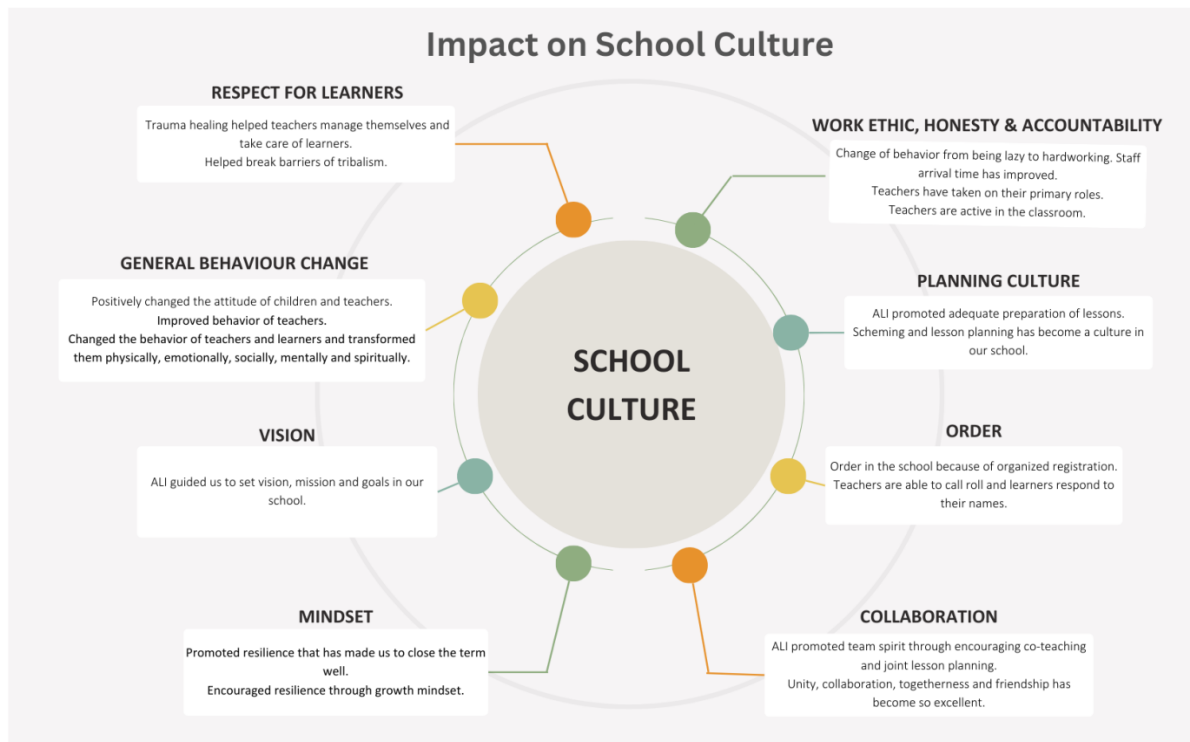 Impact on School Culture
RESPECT FOR LEARNERS
Trauma healing helped teachers manage themselves and
take care of learners.
Helped break barriers of tribalism.
GENERAL BEHAVIOUR CHANGE
Positively changed the attitude of children and teachers.
Improved behavior of teachers.
Changed the behavior of teachers and learners and transformed
them physically, emotionally, socially, mentally and spiritually.
VISION
ALI guided us to set vision, mission and goals in our
school.
MINDSET
Promoted resilience that has made us to close the term
well.
Encouraged resilience through growth mindset.
SCHOOL
CULTURE
WORK ETHIC, HONESTY & ACCOUNTABILITY
Change of behavior from being lazy to hardworking. Staff
arrival time has improved.
Teachers have taken on their primary roles.
Teachers are active in the classroom.
PLANNING CULTURE
ALI promoted adequate preparation of lessons.
Scheming and lesson planning has become a culture in
our school.
ORDER
Order in the school because of organized registration.
Teachers are able to call roll and learners respond to
their names.
COLLABORATION
ALI promoted team spirit through encouraging co-teaching
and joint lesson planning.
Unity, collaboration, togetherness and friendship has
become so excellent.